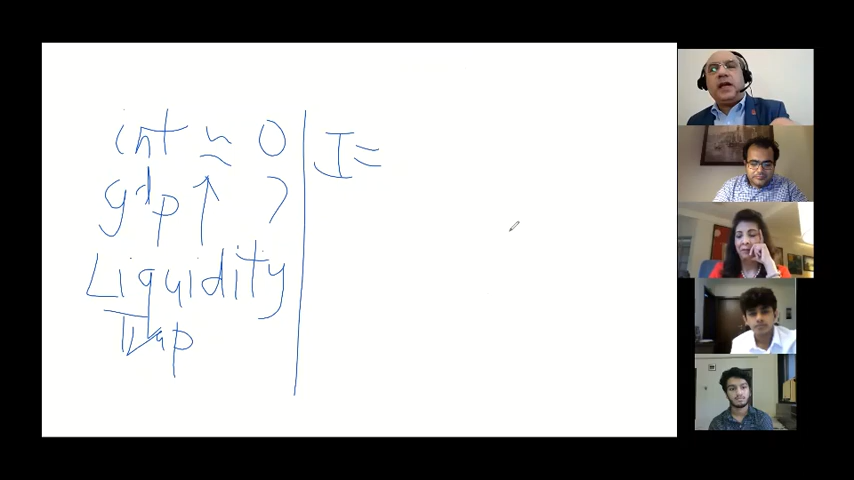 int ≈ 0
gdp ↑ ?
Liquidity
Trap
I =